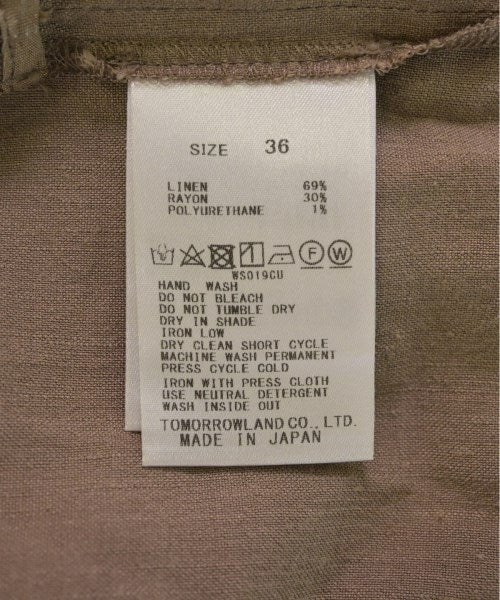 SIZE 36
LINEN 69%
RAYON 30%
POLYURETHANE 1%
F W
WS019CU
HAND WASH
DO NOT BLEACH
DO NOT TUMBLE DRY
DRY IN SHADE
IRON LOW
DRY CLEAN SHORT CYCLE
MACHINE WASH PERMANENT
PRESS CYCLE COLD
IRON WITH PRESS CLOTH
USE NEUTRAL DETERGENT
WASH INSIDE OUT
TOMORROWLAND CO., LTD.
MADE IN JAPAN